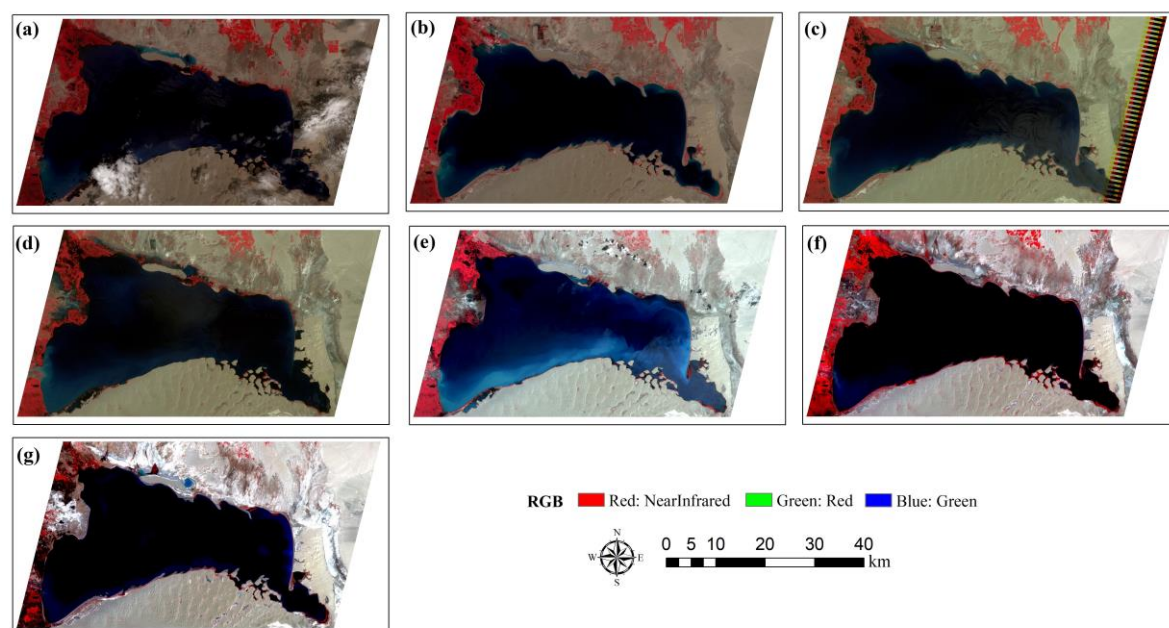 (a)
(b)
(c)
(d)
(e)
(f)
(g)
RGB Red: NearInfrared Green: Red Blue: Green
N
W E
S
0 5 10 20 30 40
km